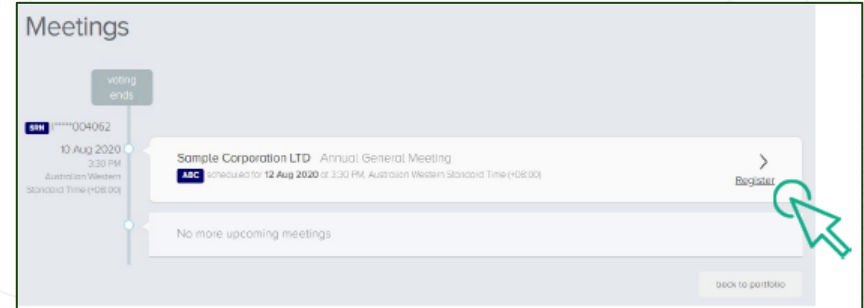 Meetings
voting
ends
SRN I*****004062
10 Aug 2020
3:30 PM
Australian Western
Standard Time (+08:00)
Sample Corporation LTD Annual General Meeting
ABC scheduled for 12 Aug 2020 at 3:30 PM, Australian Western Standard Time (+08:00)
Register
No more upcoming meetings
back to portfolio